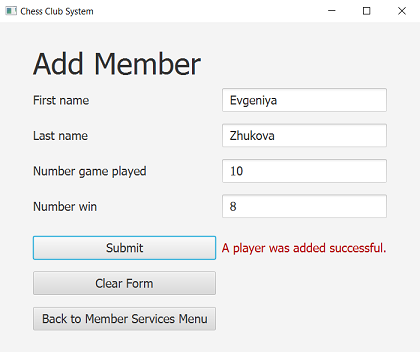 Chess Club System
Add Member
First name Evgeniya
Last name Zhukova
Number game played 10
Number win 8
Submit A player was added successful.
Clear Form
Back to Member Services Menu